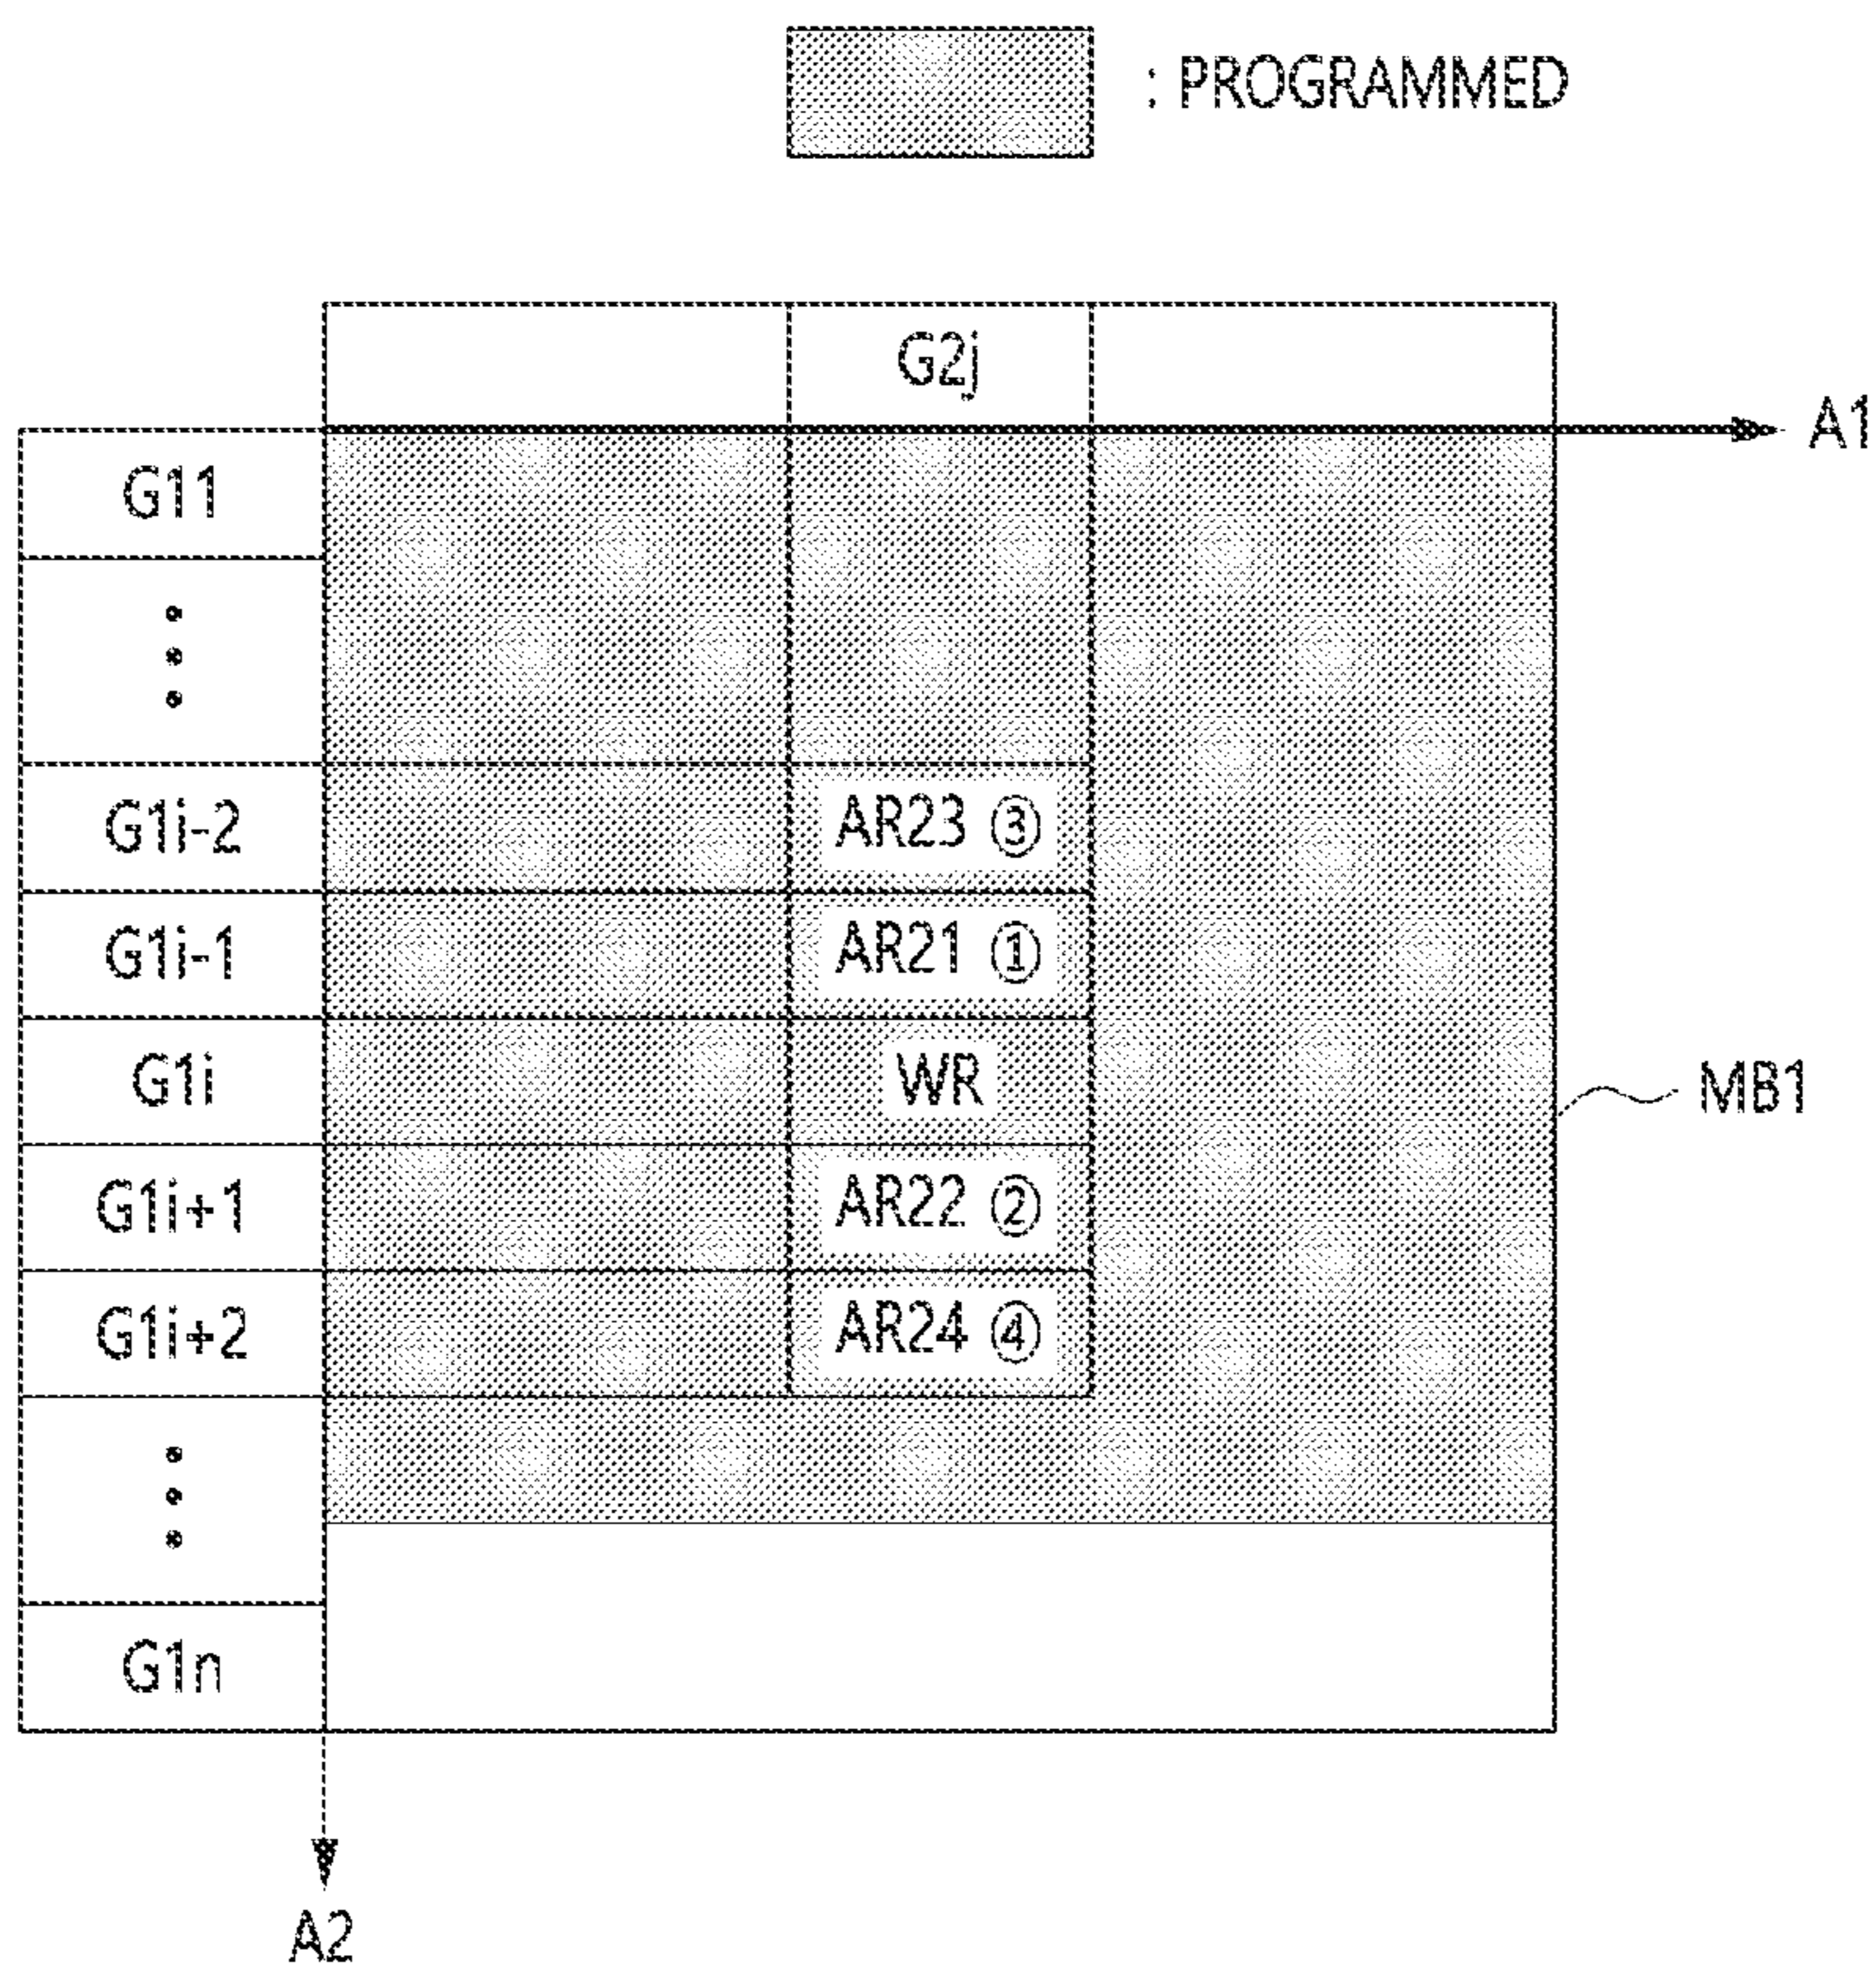 : PROGRAMMED
G2j
A1
G11
G1i-2 AR23 ③
G1i-1 AR21 ①
G1i WR
MB1
G1i+1 AR22 ②
G1i+2 AR24 ④
G1n
A2